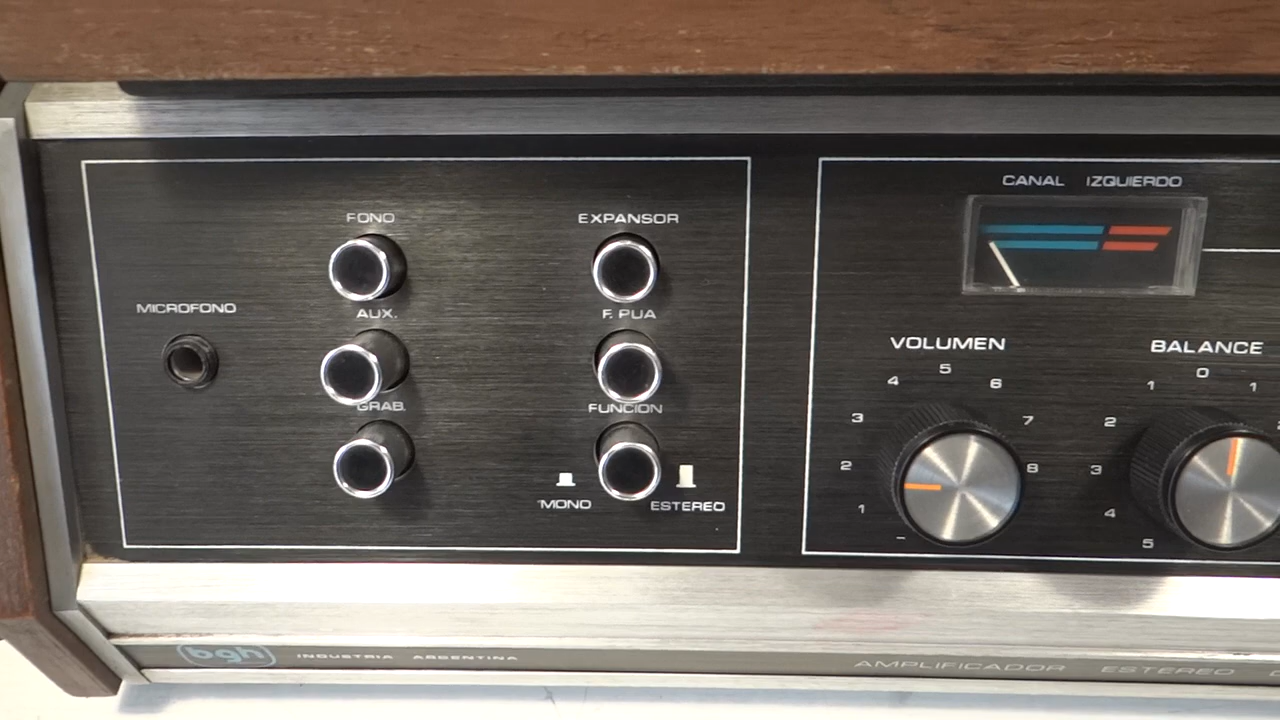 FONO
EXPANSOR
MICROFONO
AUX.
F. PUA
GRAB.
FUNCION
MONO
ESTEREO
CANAL IZQUIERDO
VOLUMEN
1
2
3
4
5
6
7
8
BALANCE
5
4
3
2
1
0
1
bgh INDUSTRIA ARGENTINA
AMPLIFICADOR ESTEREO